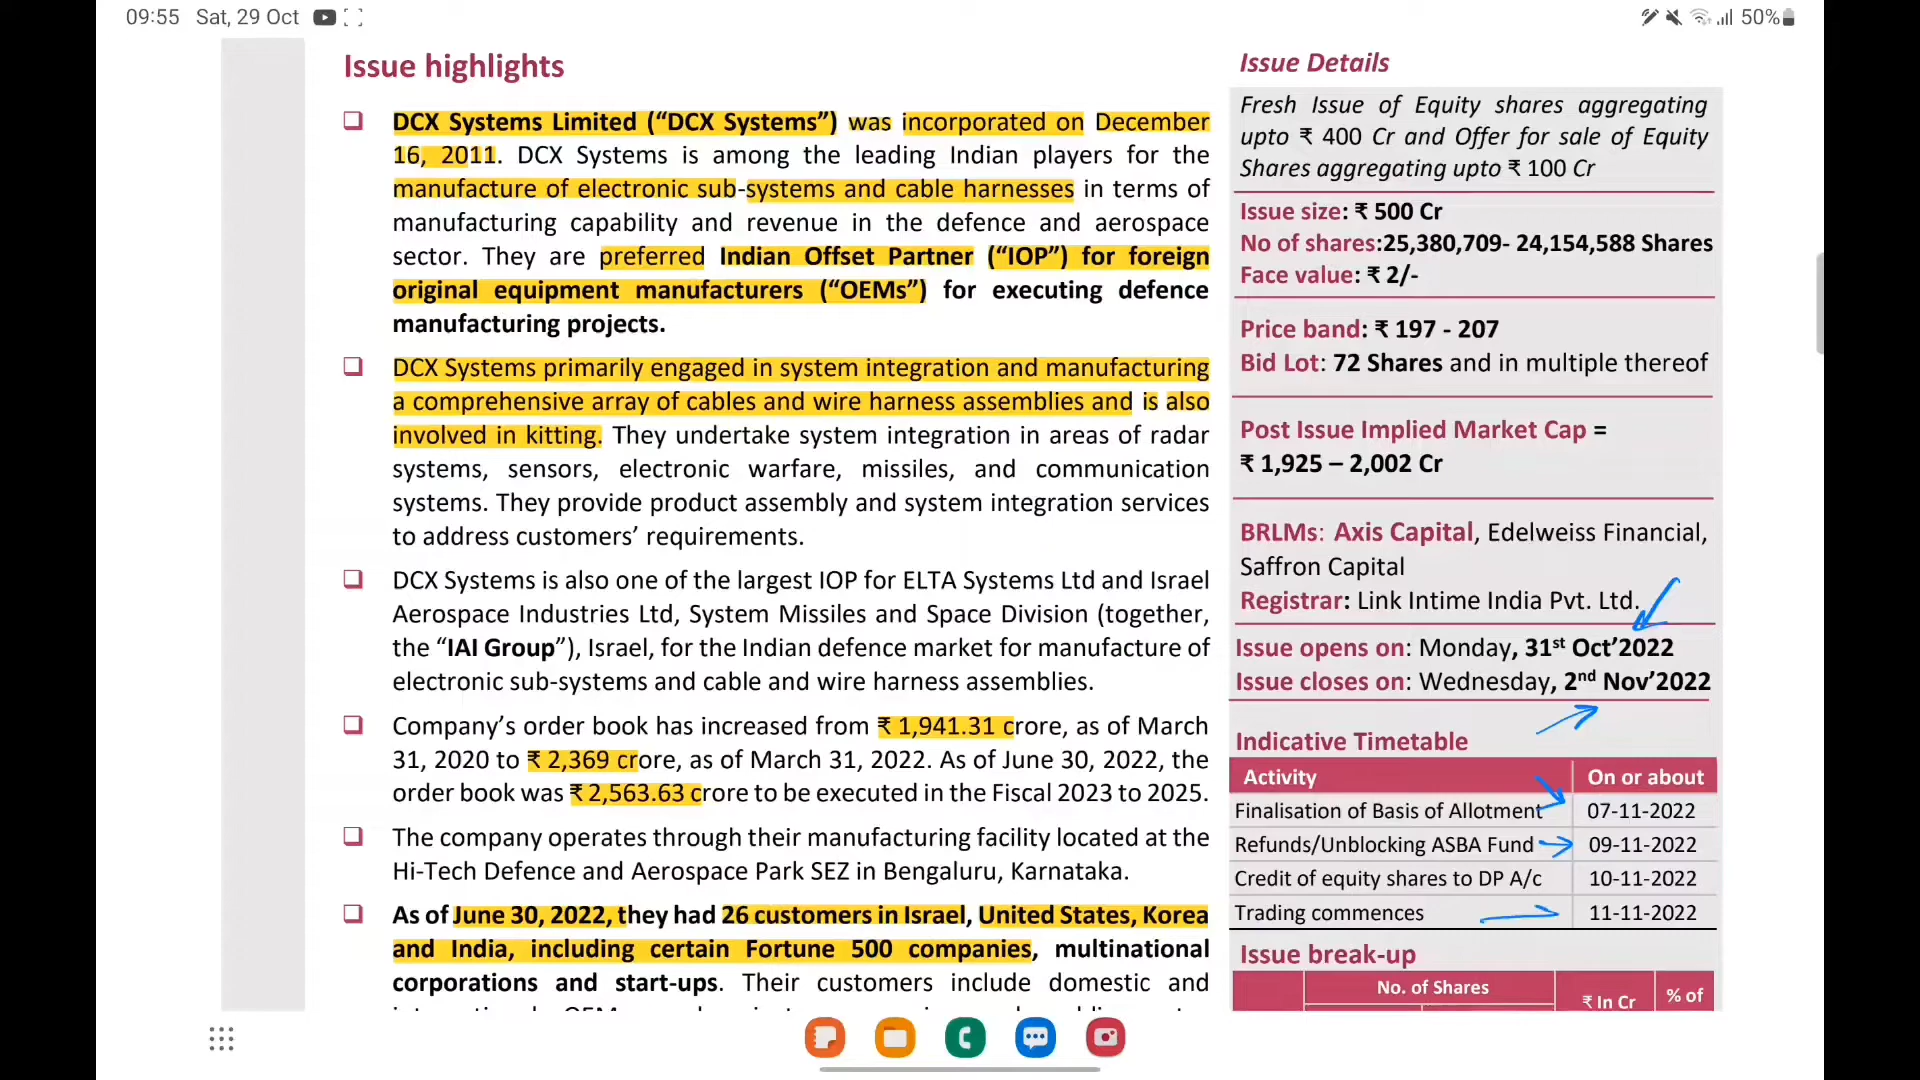 09:55 Sat, 29 Oct
50%
Issue highlights
DCX Systems Limited (“DCX Systems”) was incorporated on December
16, 2011. DCX Systems is among the leading Indian players for the
manufacture of electronic sub-systems and cable harnesses in terms of
manufacturing capability and revenue in the defence and aerospace
sector. They are preferred Indian Offset Partner (“IOP”) for foreign
original equipment manufacturers (“OEMs”) for executing defence
manufacturing projects.
DCX Systems primarily engaged in system integration and manufacturing
a comprehensive array of cables and wire harness assemblies and is also
involved in kitting. They undertake system integration in areas of radar
systems, sensors, electronic warfare, missiles, and communication
systems. They provide product assembly and system integration services
to address customers’ requirements.
DCX Systems is also one of the largest IOP for ELTA Systems Ltd and Israel
Aerospace Industries Ltd, System Missiles and Space Division (together,
the “IAI Group”), Israel, for the Indian defence market for manufacture of
electronic sub-systems and cable and wire harness assemblies.
Company’s order book has increased from ₹ 1,941.31 crore, as of March
31, 2020 to ₹ 2,369 crore, as of March 31, 2022. As of June 30, 2022, the
order book was ₹ 2,563.63 crore to be executed in the Fiscal 2023 to 2025.
The company operates through their manufacturing facility located at the
Hi-Tech Defence and Aerospace Park SEZ in Bengaluru, Karnataka.
As of June 30, 2022, they had 26 customers in Israel, United States, Korea
and India, including certain Fortune 500 companies, multinational
corporations and start-ups. Their customers include domestic and
Issue Details
Fresh Issue of Equity shares aggregating
upto ₹ 400 Cr and Offer for sale of Equity
Shares aggregating upto ₹ 100 Cr
Issue size: ₹ 500 Cr
No of shares:25,380,709- 24,154,588 Shares
Face value: ₹ 2/-
Price band: ₹ 197 - 207
Bid Lot: 72 Shares and in multiple thereof
Post Issue Implied Market Cap =
₹ 1,925 – 2,002 Cr
BRLMs: Axis Capital, Edelweiss Financial,
Saffron Capital
Registrar: Link Intime India Pvt. Ltd.
Issue opens on: Monday, 31st Oct’2022
Issue closes on: Wednesday, 2nd Nov’2022
Indicative Timetable
Activity On or about
Finalisation of Basis of Allotment 07-11-2022
Refunds/Unblocking ASBA Fund 09-11-2022
Credit of equity shares to DP A/c 10-11-2022
Trading commences 11-11-2022
Issue break-up
No. of Shares ₹ In Cr % of